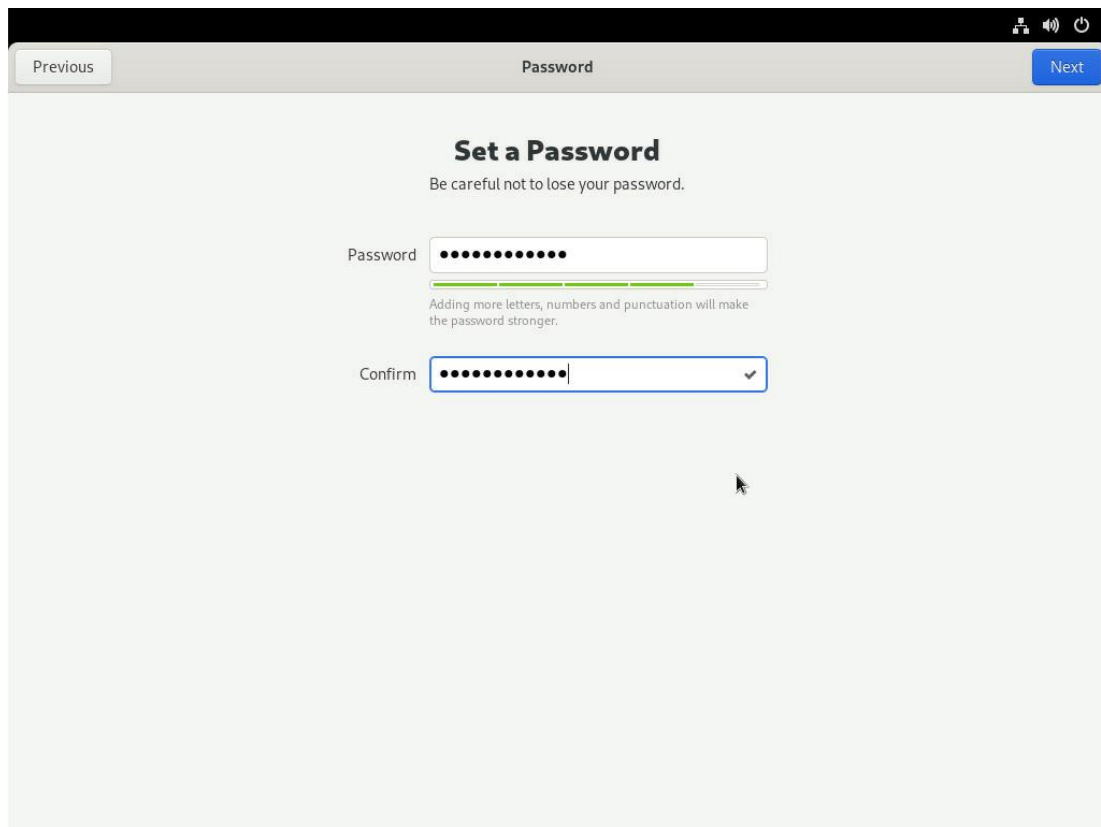 Previous
Password
Next
Set a Password
Be careful not to lose your password.
Password
●●●●●●●●●●●●
Adding more letters, numbers and punctuation will make
the password stronger.
Confirm
●●●●●●●●●●●●